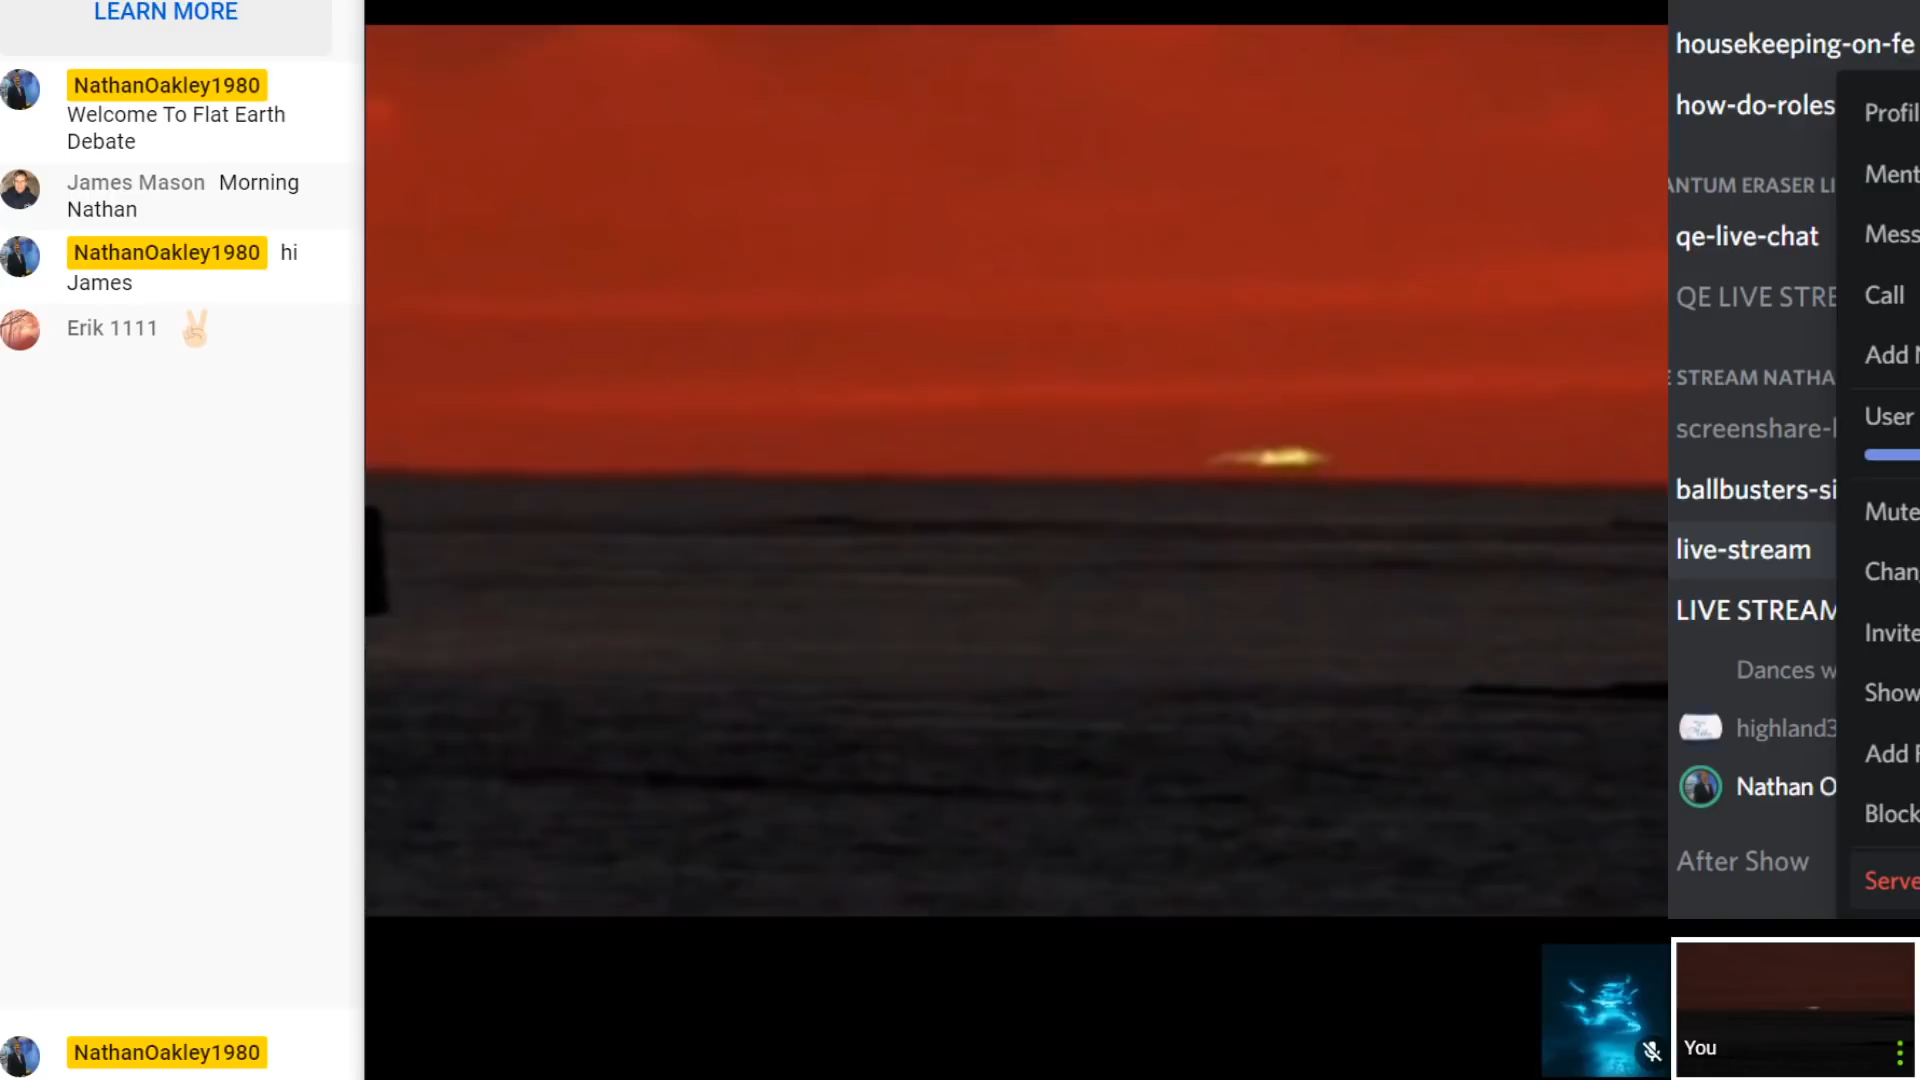 LEARN MORE
NathanOakley1980
Welcome To Flat Earth
Debate
James Mason Morning
Nathan
NathanOakley1980 hi
James
Erik 1111 ✌🏻
NathanOakley1980
housekeeping-on-fe
how-do-roles
ANTUM ERASER LI
qe-live-chat
QE LIVE STRE
E STREAM NATHA
screenshare-
ballbusters-si
live-stream
LIVE STREAM
Dances w
highland3
Nathan O
After Show
Profil
Ment
Mess
Call
Add
User
Mute
Chan
Invite
Show
Add
Block
Serve
You